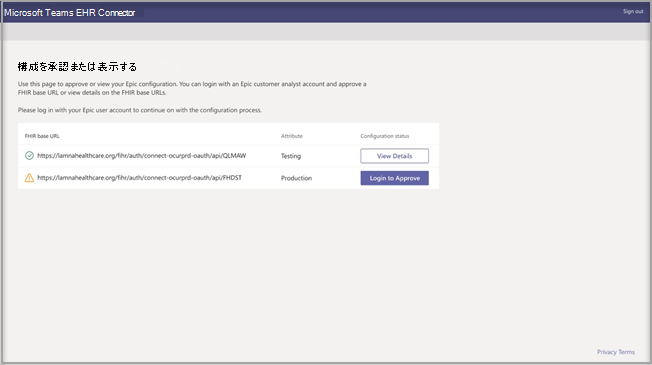 Microsoft Teams EHR Connector
Sign out
構成を承認または表示する
Use this page to approve or view your Epic configuration. You can login with an Epic customer analyst account and approve a
FHIR base URL or view details on the FHIR base URLs.
Please log in with your Epic user account to continue on with the configuration process.
FHIR base URL Attribute Configuration status
https://lamnahealthcare.org/fihr/auth/connect-ocurprd-oauth/api/QLMAW Testing View Details
https://lamnahealthcare.org/fihr/auth/connect-ocurprd-oauth/api/FHDST Production Login to Approve
Privacy Terms